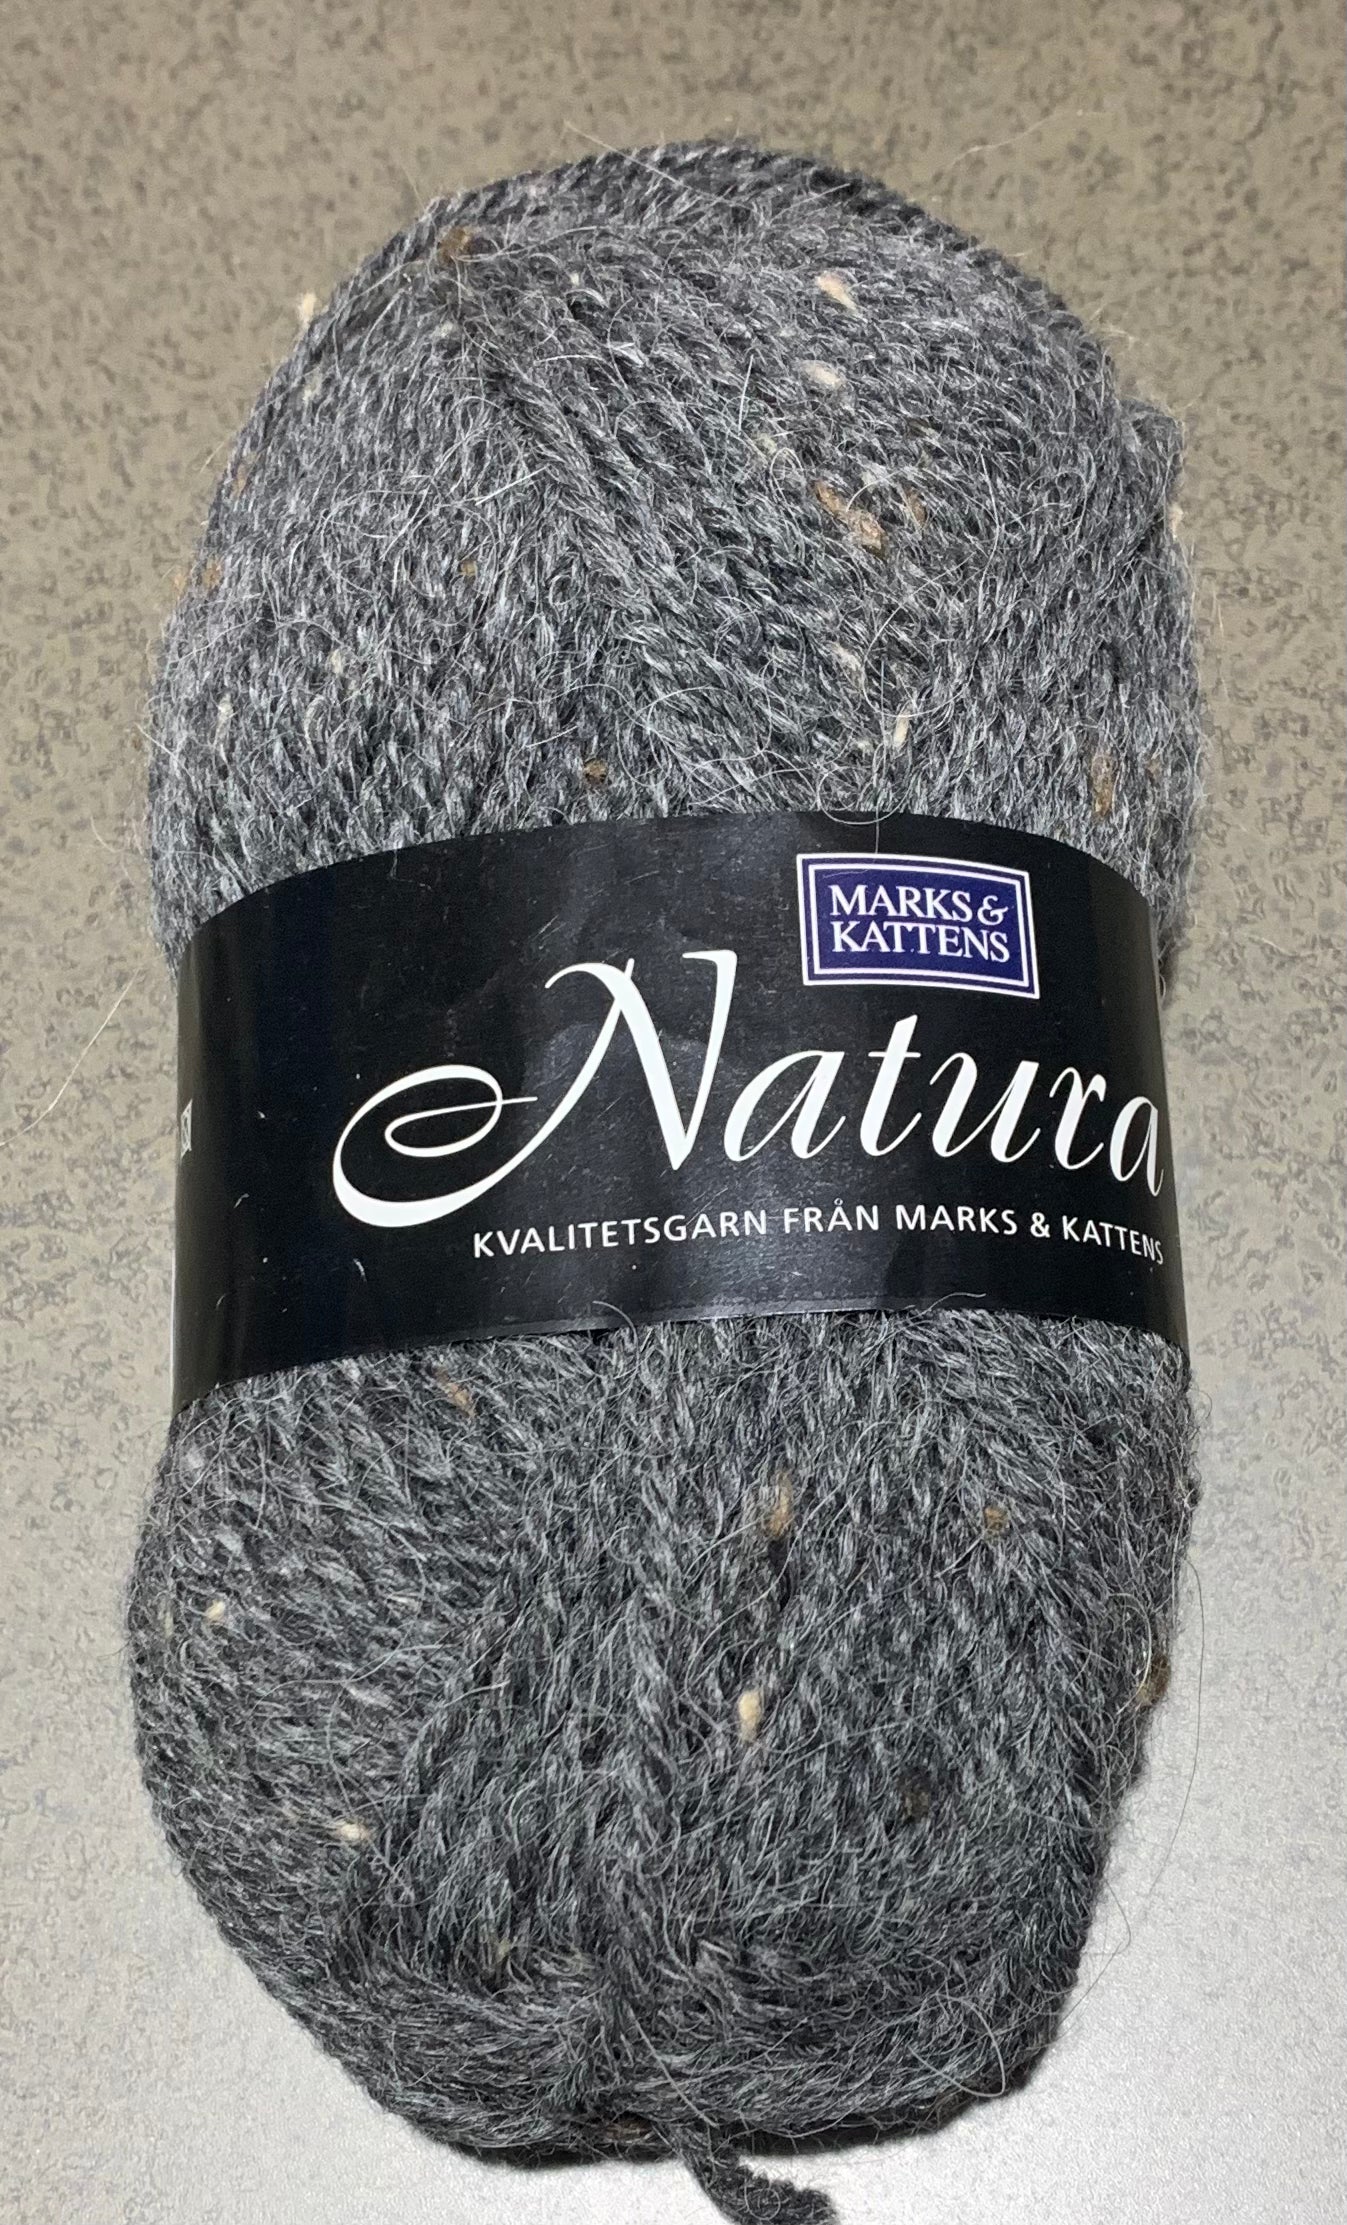 MARKS &
KATTENS
Natura
KVALITETSGARN FRÅN MARKS & KATTENS